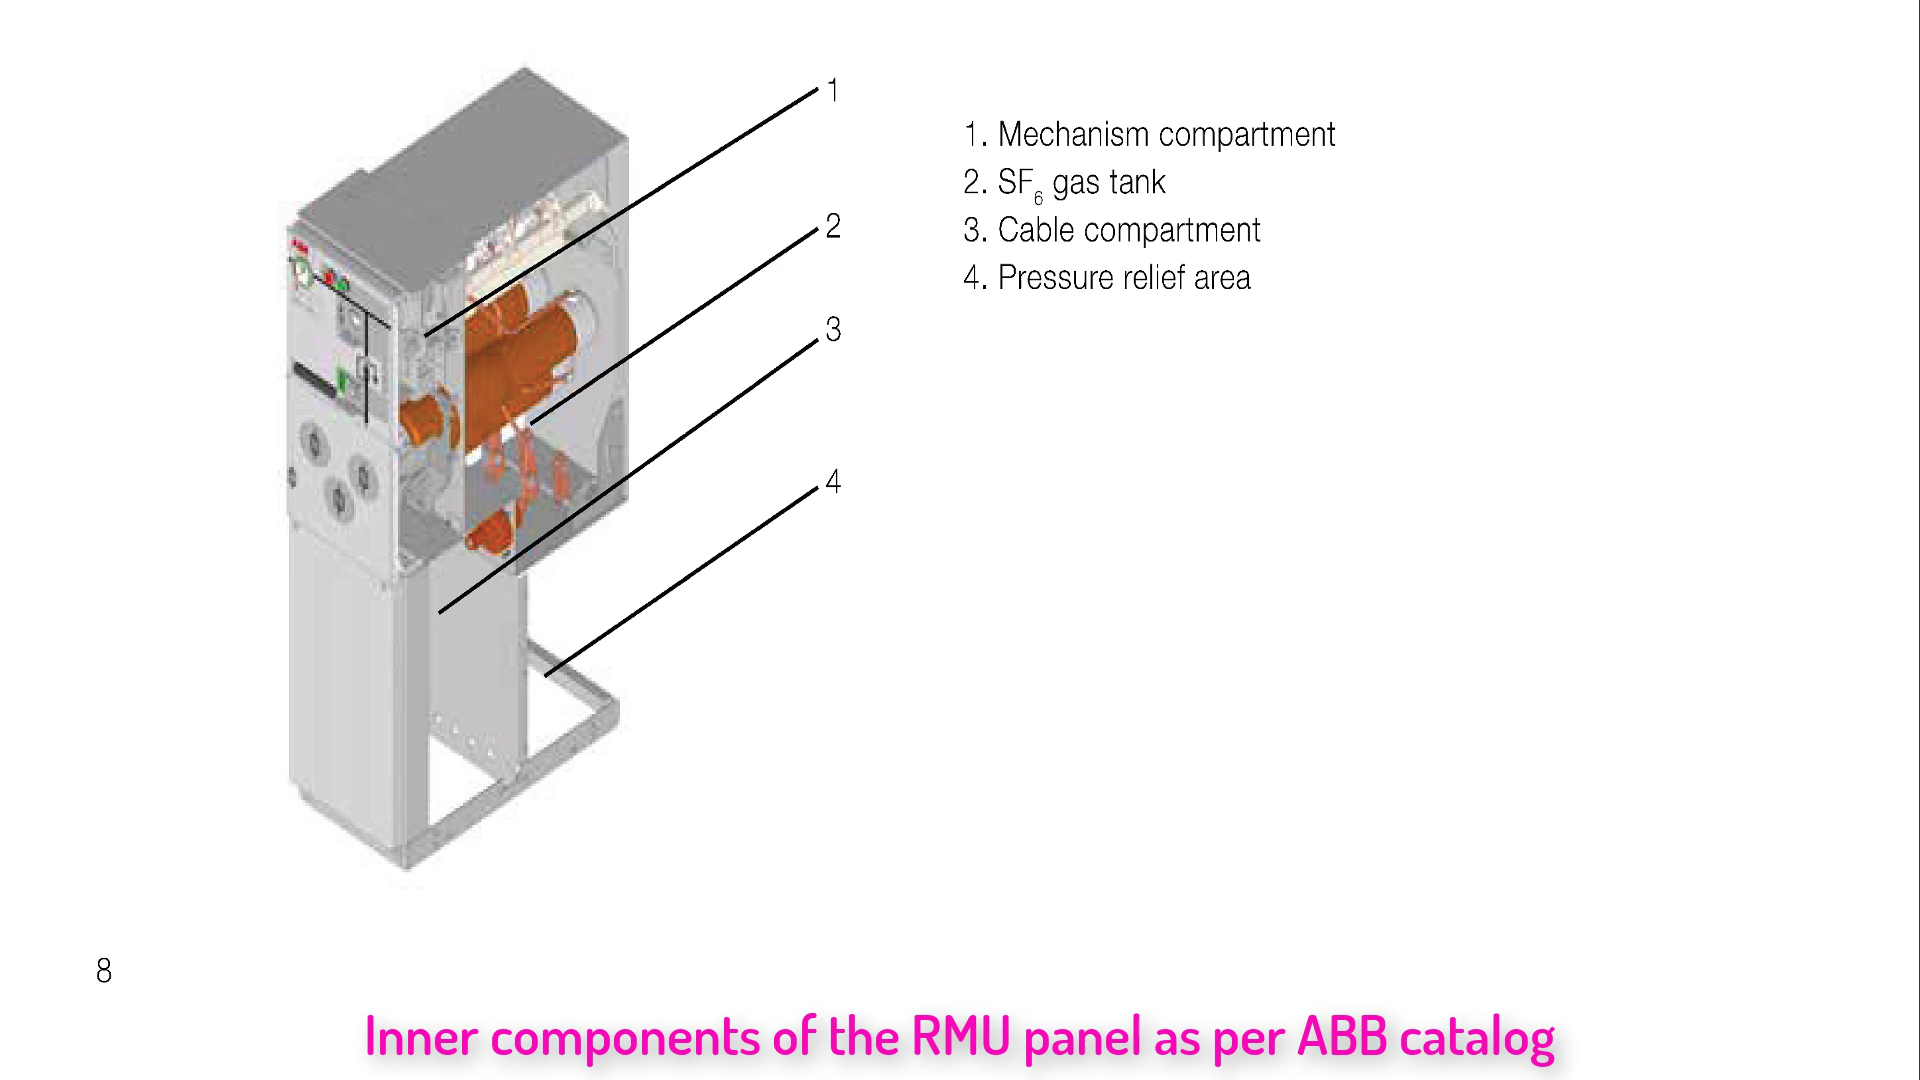 1
2
3
4
1. Mechanism compartment
2. SF₆ gas tank
3. Cable compartment
4. Pressure relief area
ABB
8
Inner components of the RMU panel as per ABB catalog